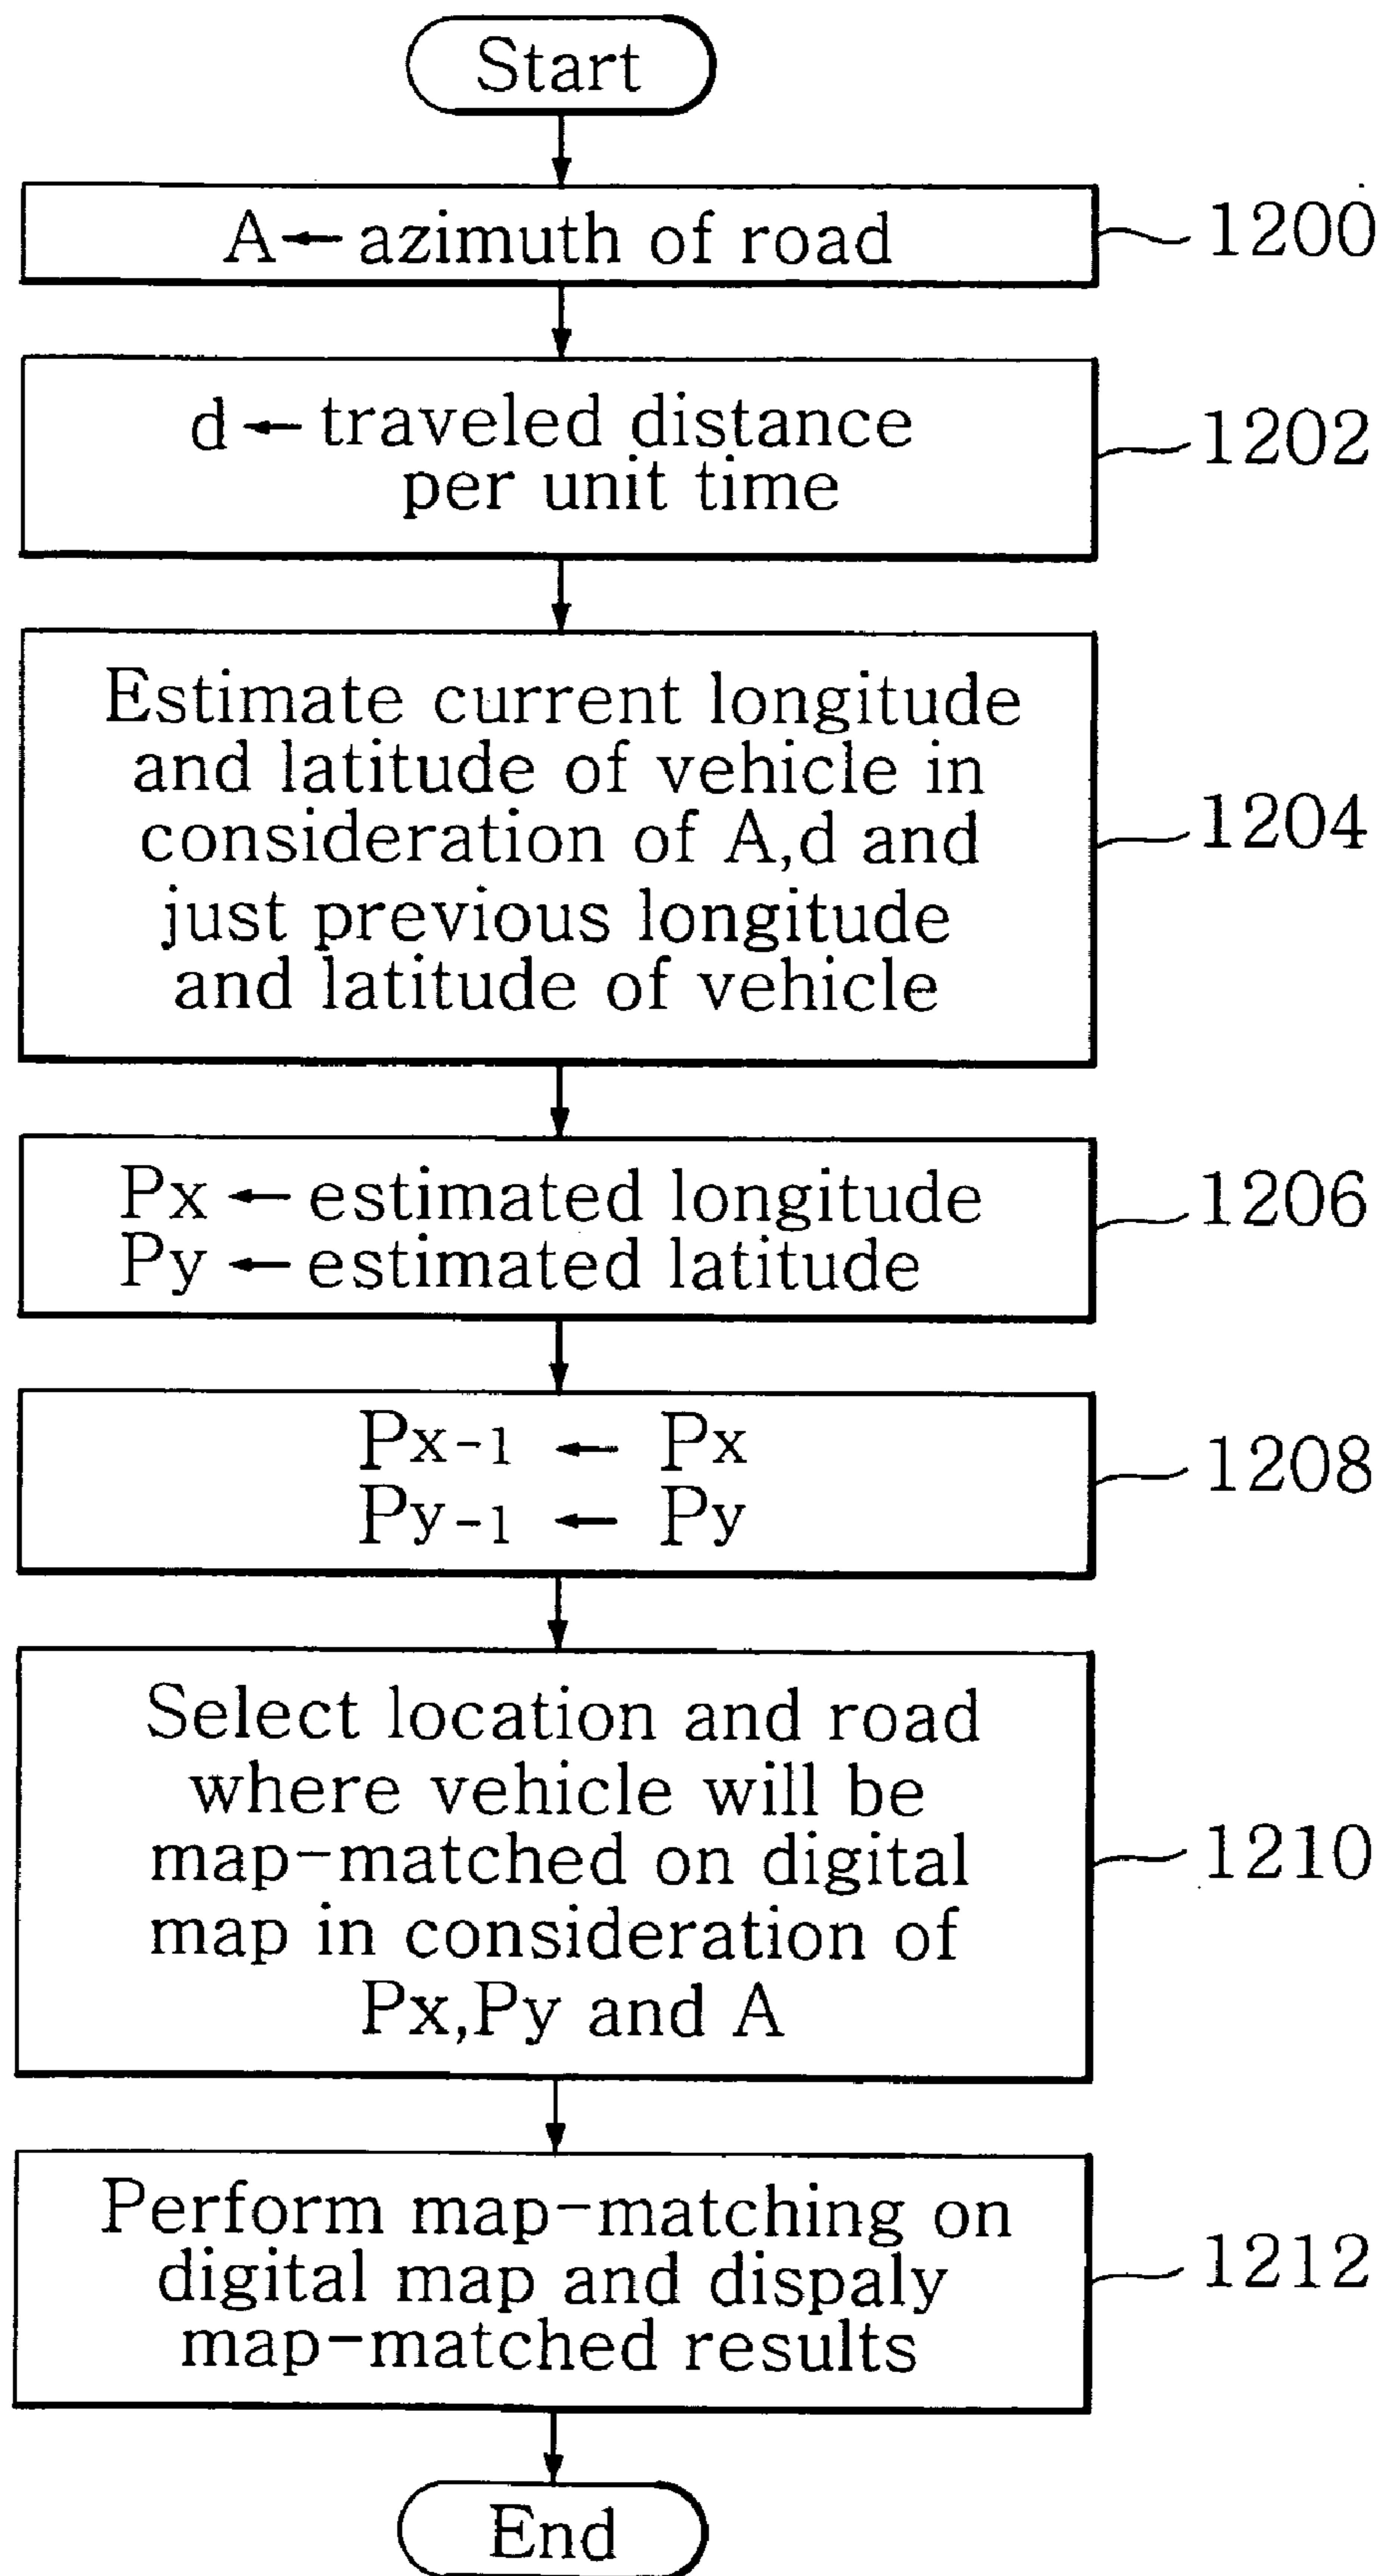 Start
A ← azimuth of road
1200
d ← traveled distance
per unit time
1202
Estimate current longitude
and latitude of vehicle in
consideration of A,d and
just previous longitude
and latitude of vehicle
1204
Px ← estimated longitude
Py ← estimated latitude
1206
Px-1 ← Px
Py-1 ← Py
1208
Select location and road
where vehicle will be
map-matched on digital
map in consideration of
Px,Py and A
1210
Perform map-matching on
digital map and dispaly
map-matched results
1212
End